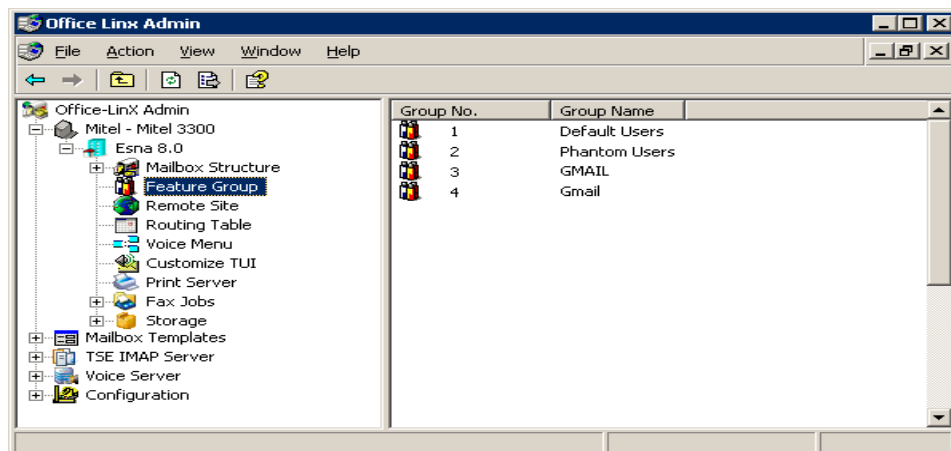 Office Linx Admin
File Action View Window Help
Office-LinX Admin
Mitel - Mitel 3300
Esna 8.0
Mailbox Structure
Feature Group
Remote Site
Routing Table
Voice Menu
Customize TUI
Print Server
Fax Jobs
Storage
Mailbox Templates
TSE IMAP Server
Voice Server
Configuration
Group No. Group Name
1 Default Users
2 Phantom Users
3 GMAIL
4 Gmail